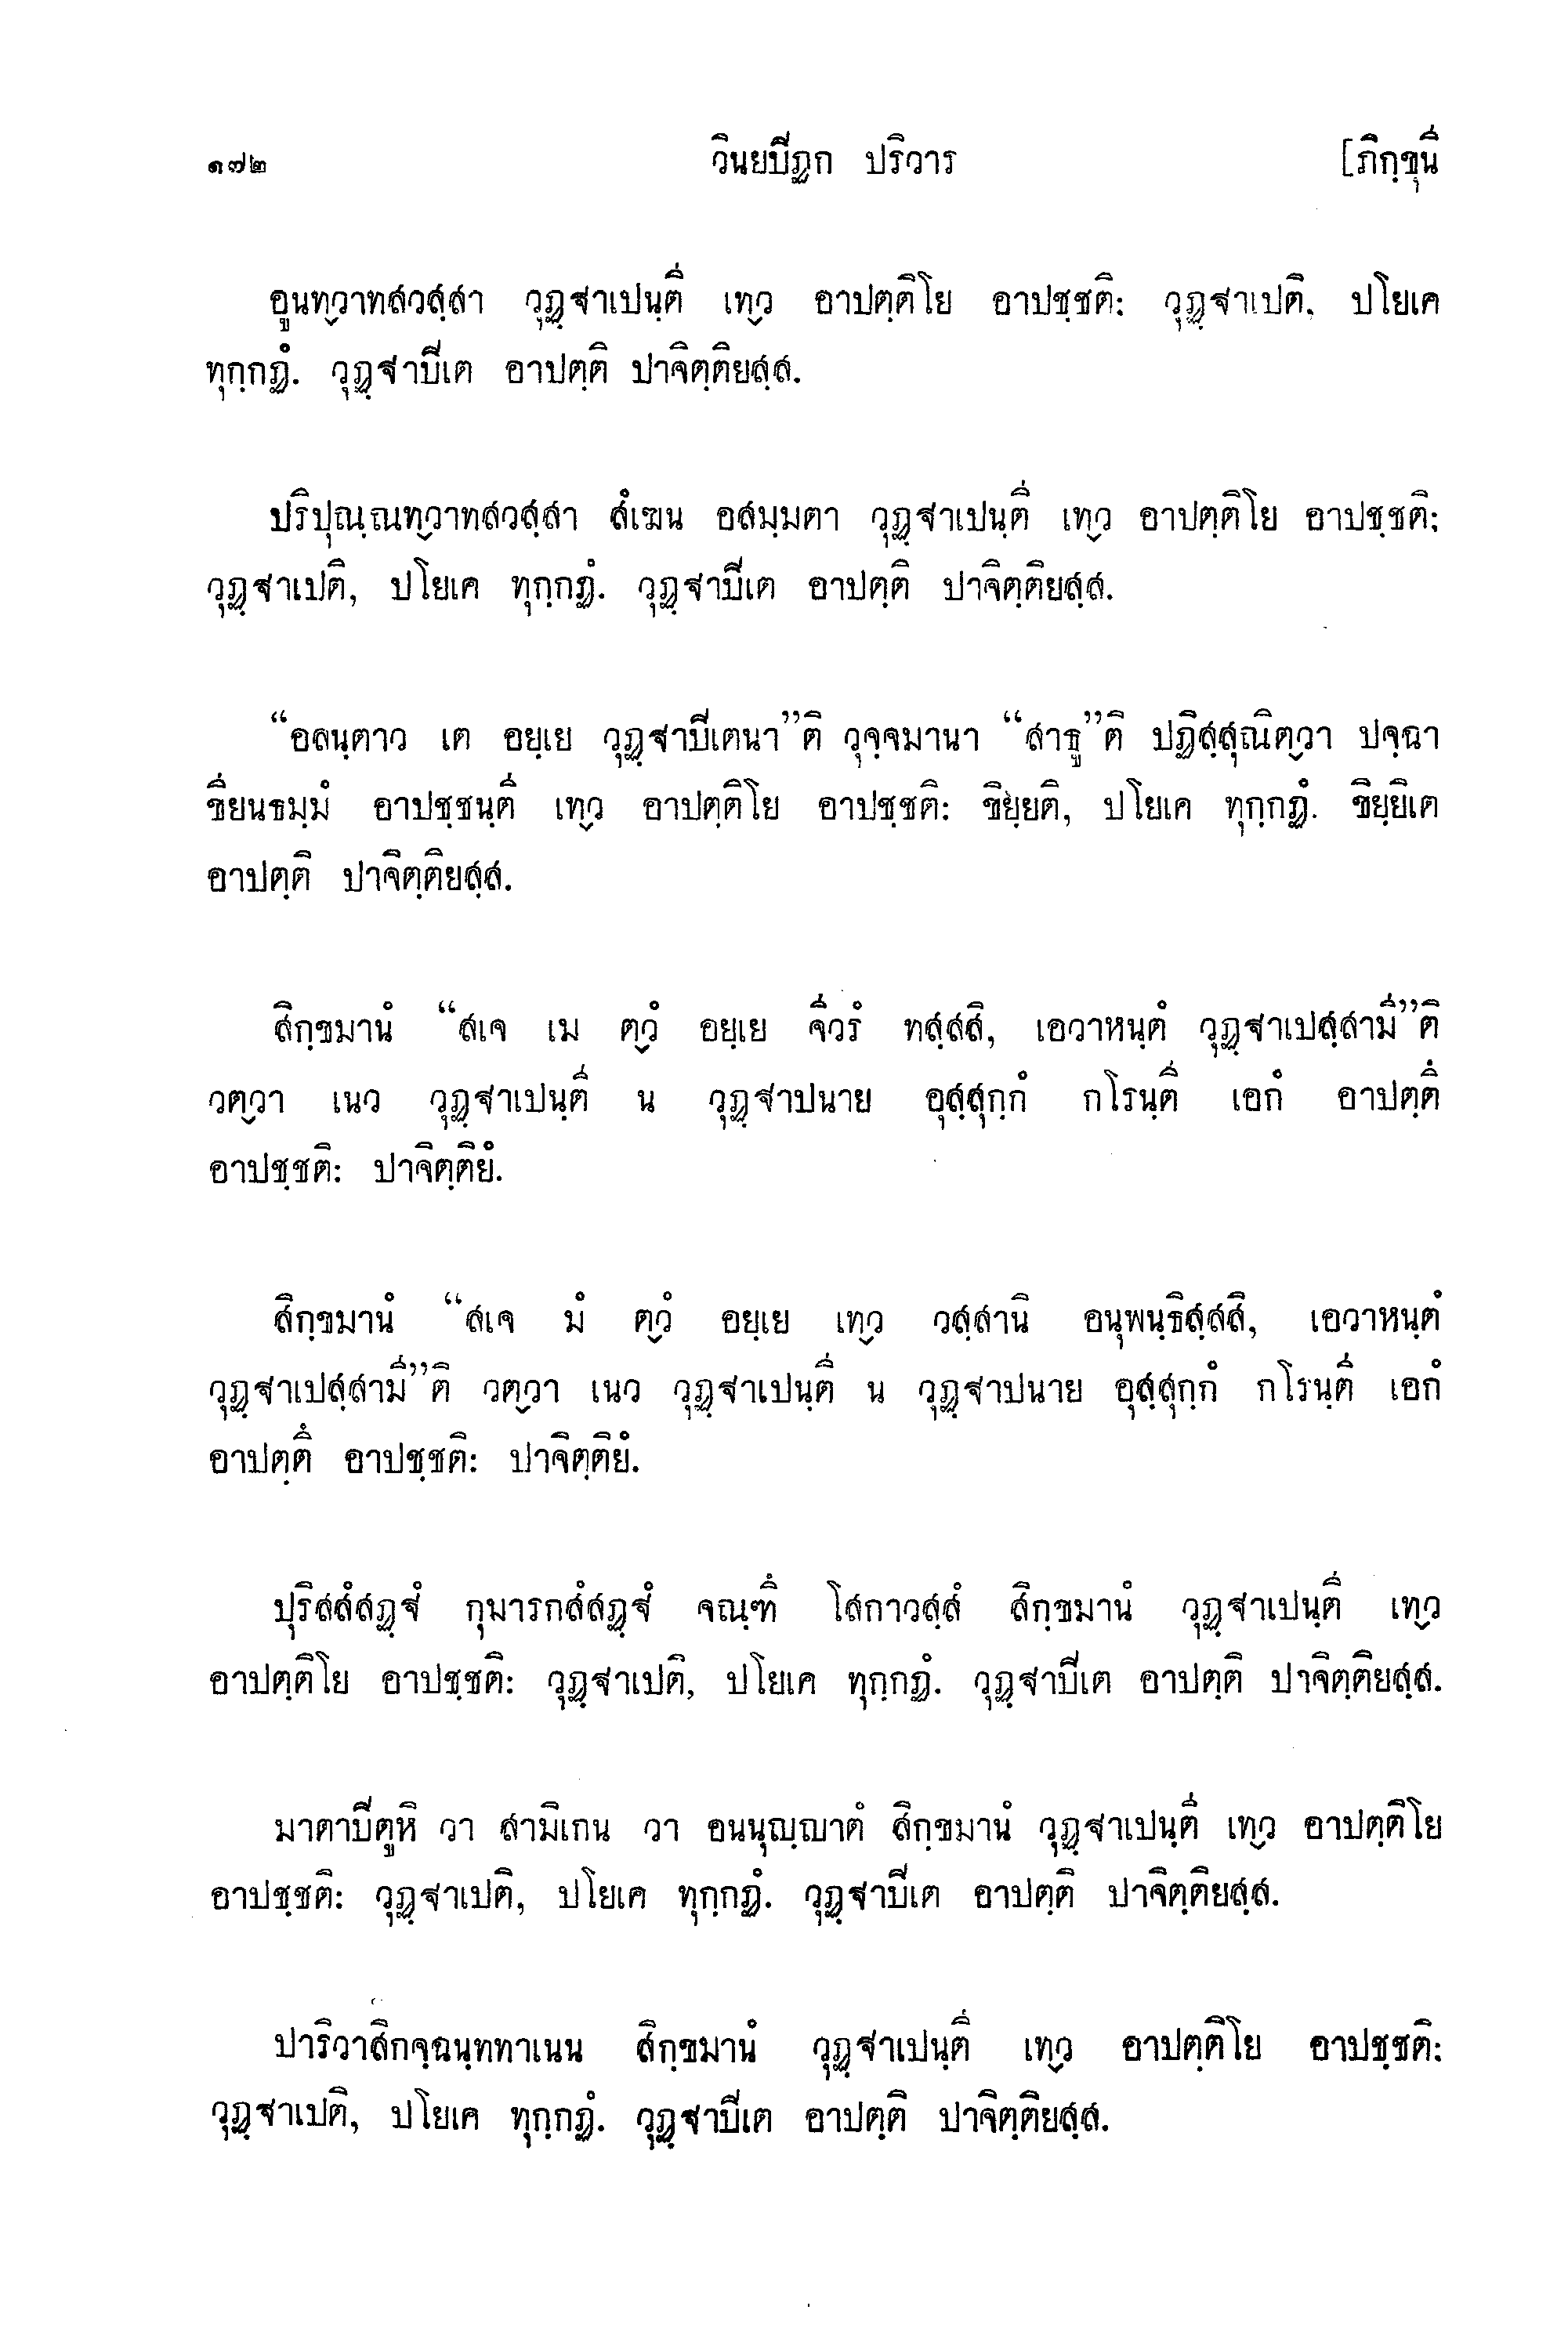 ๑๗๒ วินยปิฏก ปริวาร [ภิกฺขุนี
อูนทฺวาทสวสฺสา วุฏฺฐาเปนฺตี เทฺว อาปตฺติโย อาปชฺชติ: วุฏฺฐาเปติ, ปโยเค
ทุกฺกฏํ. วุฏฺฐาปิเต อาปตฺติ ปาจิตฺติยสฺส.
ปริปุณฺณทฺวาทสวสฺสา สํเฆน อสมฺมตา วุฏฺฐาเปนฺตี เทฺว อาปตฺติโย อาปชฺชติ:
วุฏฺฐาเปติ, ปโยเค ทุกฺกฏํ. วุฏฺฐาปิเต อาปตฺติ ปาจิตฺติยสฺส.
“อลนฺตาว เต อยฺเย วุฏฺฐาปิเตนา”ติ วุจฺจมานา “สาธู”ติ ปฏิสฺสุณิตฺวา ปจฺฉา
ขียนธมฺมํ อาปชฺชนฺตี เทฺว อาปตฺติโย อาปชฺชติ: ขิยฺยติ, ปโยเค ทุกฺกฏํ. ขิยฺยิเต
อาปตฺติ ปาจิตฺติยสฺส.
สิกฺขมานํ “สเจ เม ตฺวํ อยฺเย จีวรํ ทสฺสสิ, เอวาหนฺตํ วุฏฺฐาเปสฺสามี”ติ
วตฺวา เนว วุฏฺฐาเปนฺตี น วุฏฺฐาปนาย อุสฺสุกฺกํ กโรนฺตี เอกํ อาปตฺตึ
อาปชฺชติ: ปาจิตฺติยํ.
สิกฺขมานํ “สเจ มํ ตฺวํ อยฺเย เทฺว วสฺสานิ อนุพนฺธิสฺสสิ, เอวาหนฺตํ
วุฏฺฐาเปสฺสามี”ติ วตฺวา เนว วุฏฺฐาเปนฺตี น วุฏฺฐาปนาย อุสฺสุกฺกํ กโรนฺตี เอกํ
อาปตฺตึ อาปชฺชติ: ปาจิตฺติยํ.
ปุริสสํสฏฺฐํ กุมารกสํสฏฺฐํ จณฺฑึ โสกาวสฺสํ สิกฺขมานํ วุฏฺฐาเปนฺตี เทฺว
อาปตฺติโย อาปชฺชติ: วุฏฺฐาเปติ, ปโยเค ทุกฺกฏํ. วุฏฺฐาปิเต อาปตฺติ ปาจิตฺติยสฺส.
มาตาปิตูหิ วา สามิเกน วา อนนุญฺญาตํ สิกฺขมานํ วุฏฺฐาเปนฺตี เทฺว อาปตฺติโย
อาปชฺชติ: วุฏฺฐาเปติ, ปโยเค ทุกฺกฏํ. วุฏฺฐาปิเต อาปตฺติ ปาจิตฺติยสฺส.
ปาริวาสิกจฺฉนฺททาเนน สิกฺขมานํ วุฏฺฐาเปนฺตี เทฺว อาปตฺติโย อาปชฺชติ:
วุฏฺฐาเปติ, ปโยเค ทุกฺกฏํ. วุฏฺฐาปิเต อาปตฺติ ปาจิตฺติยสฺส.